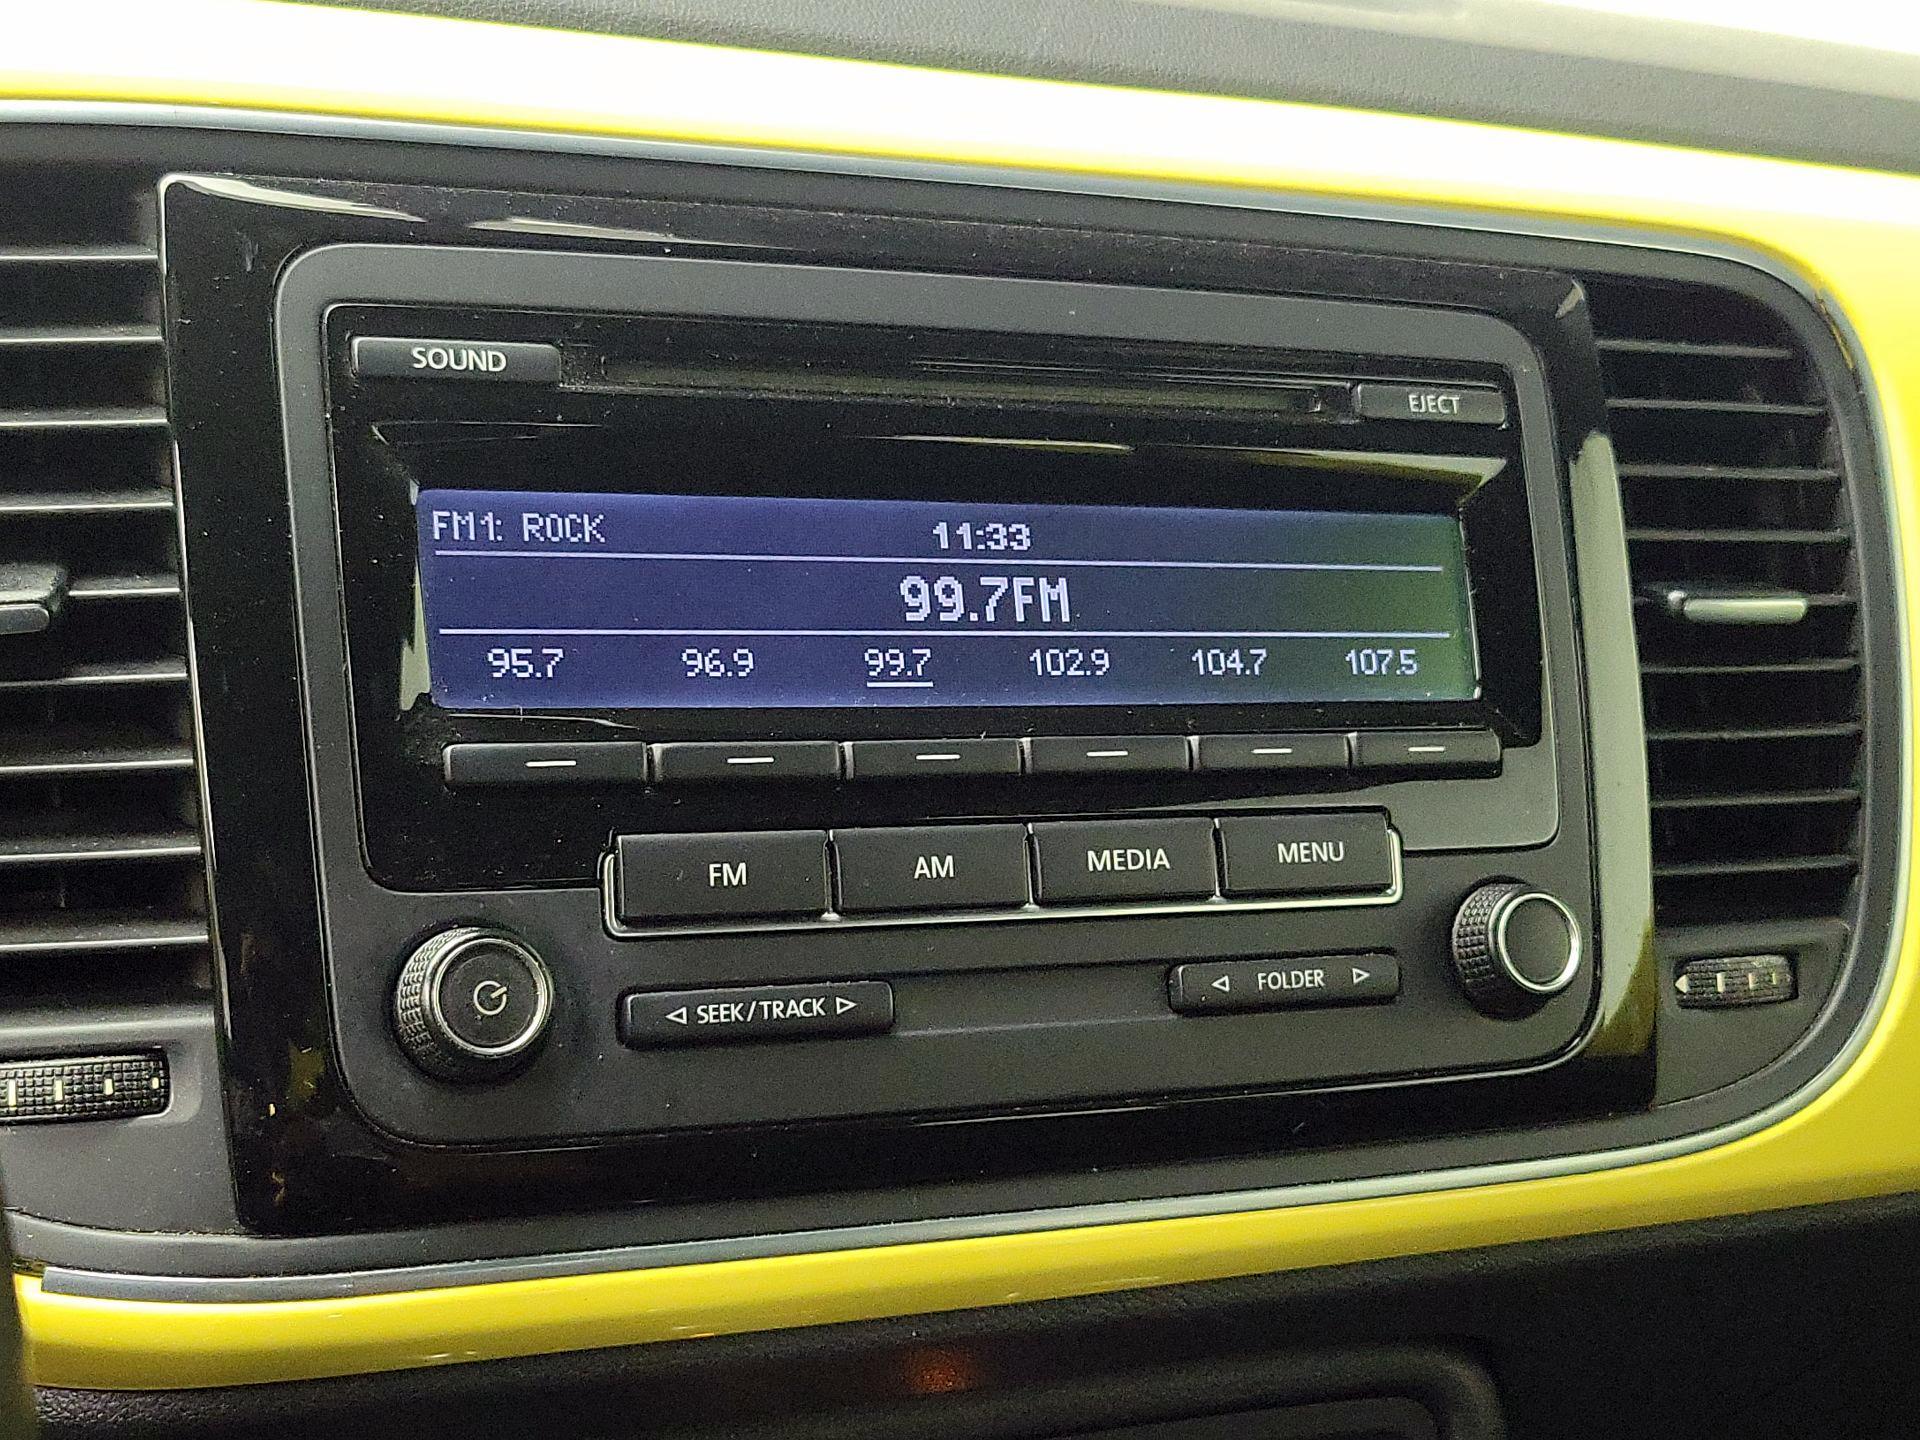 SOUND
EJECT
FM1: ROCK 11:33
99.7FM
95.7 96.9 99.7 102.9 104.7 107.5
FM AM MEDIA MENU
SEEK/TRACK
FOLDER